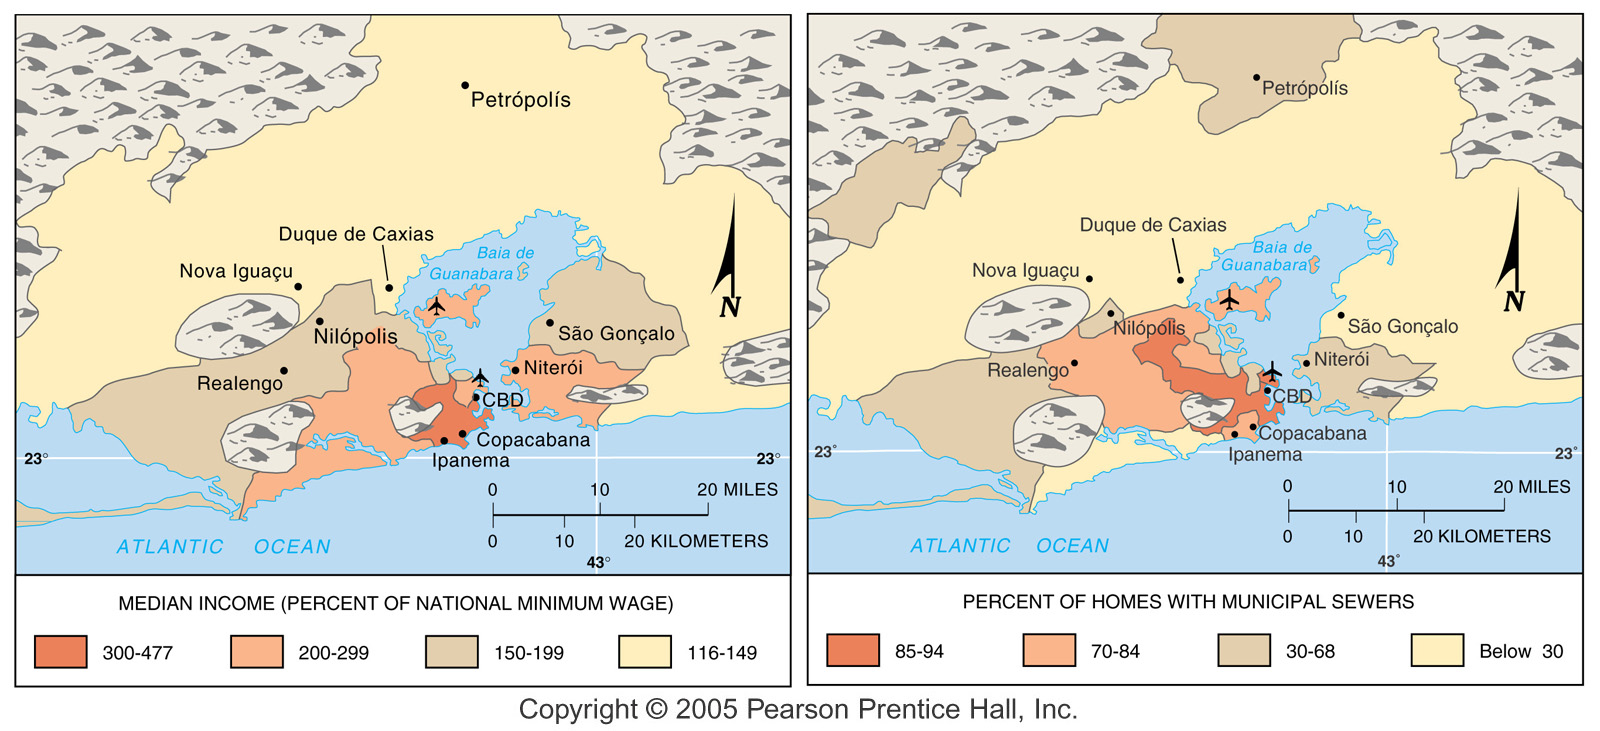 Petrópolís
Duque de Caxias
Baia de
Guanabara
Nova Iguaçu
Nilópolis
São Gonçalo
Realengo
Niterói
CBD
Copacabana
Ipanema
23°
23°
N
0 10 20 MILES
0 10 20 KILOMETERS
43°
ATLANTIC OCEAN
MEDIAN INCOME (PERCENT OF NATIONAL MINIMUM WAGE)
300-477 200-299 150-199 116-149
Petrópolís
Duque de Caxias
Baia de
Guanabara
Nova Iguaçu
Nilópolis
São Gonçalo
Realengo
Niterói
CBD
Copacabana
Ipanema
23°
23°
N
0 10 20 MILES
0 10 20 KILOMETERS
43°
ATLANTIC OCEAN
PERCENT OF HOMES WITH MUNICIPAL SEWERS
85-94 70-84 30-68 Below 30
Copyright © 2005 Pearson Prentice Hall, Inc.